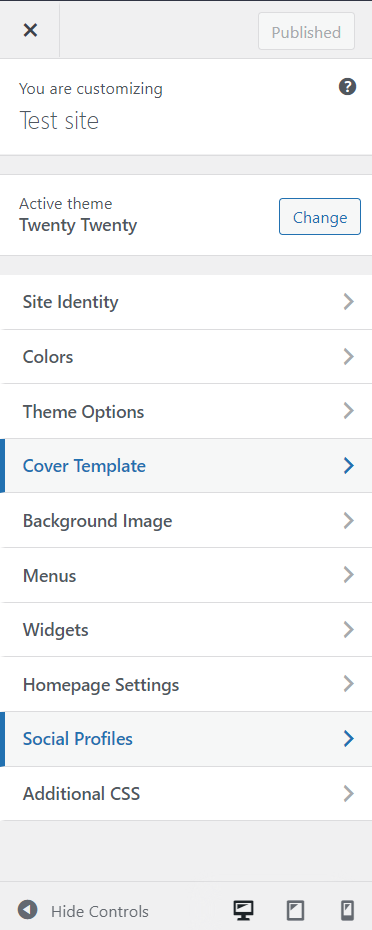 Published
You are customizing
Test site
Active theme
Twenty Twenty
Change
Site Identity
Colors
Theme Options
Cover Template
Background Image
Menus
Widgets
Homepage Settings
Social Profiles
Additional CSS
Hide Controls